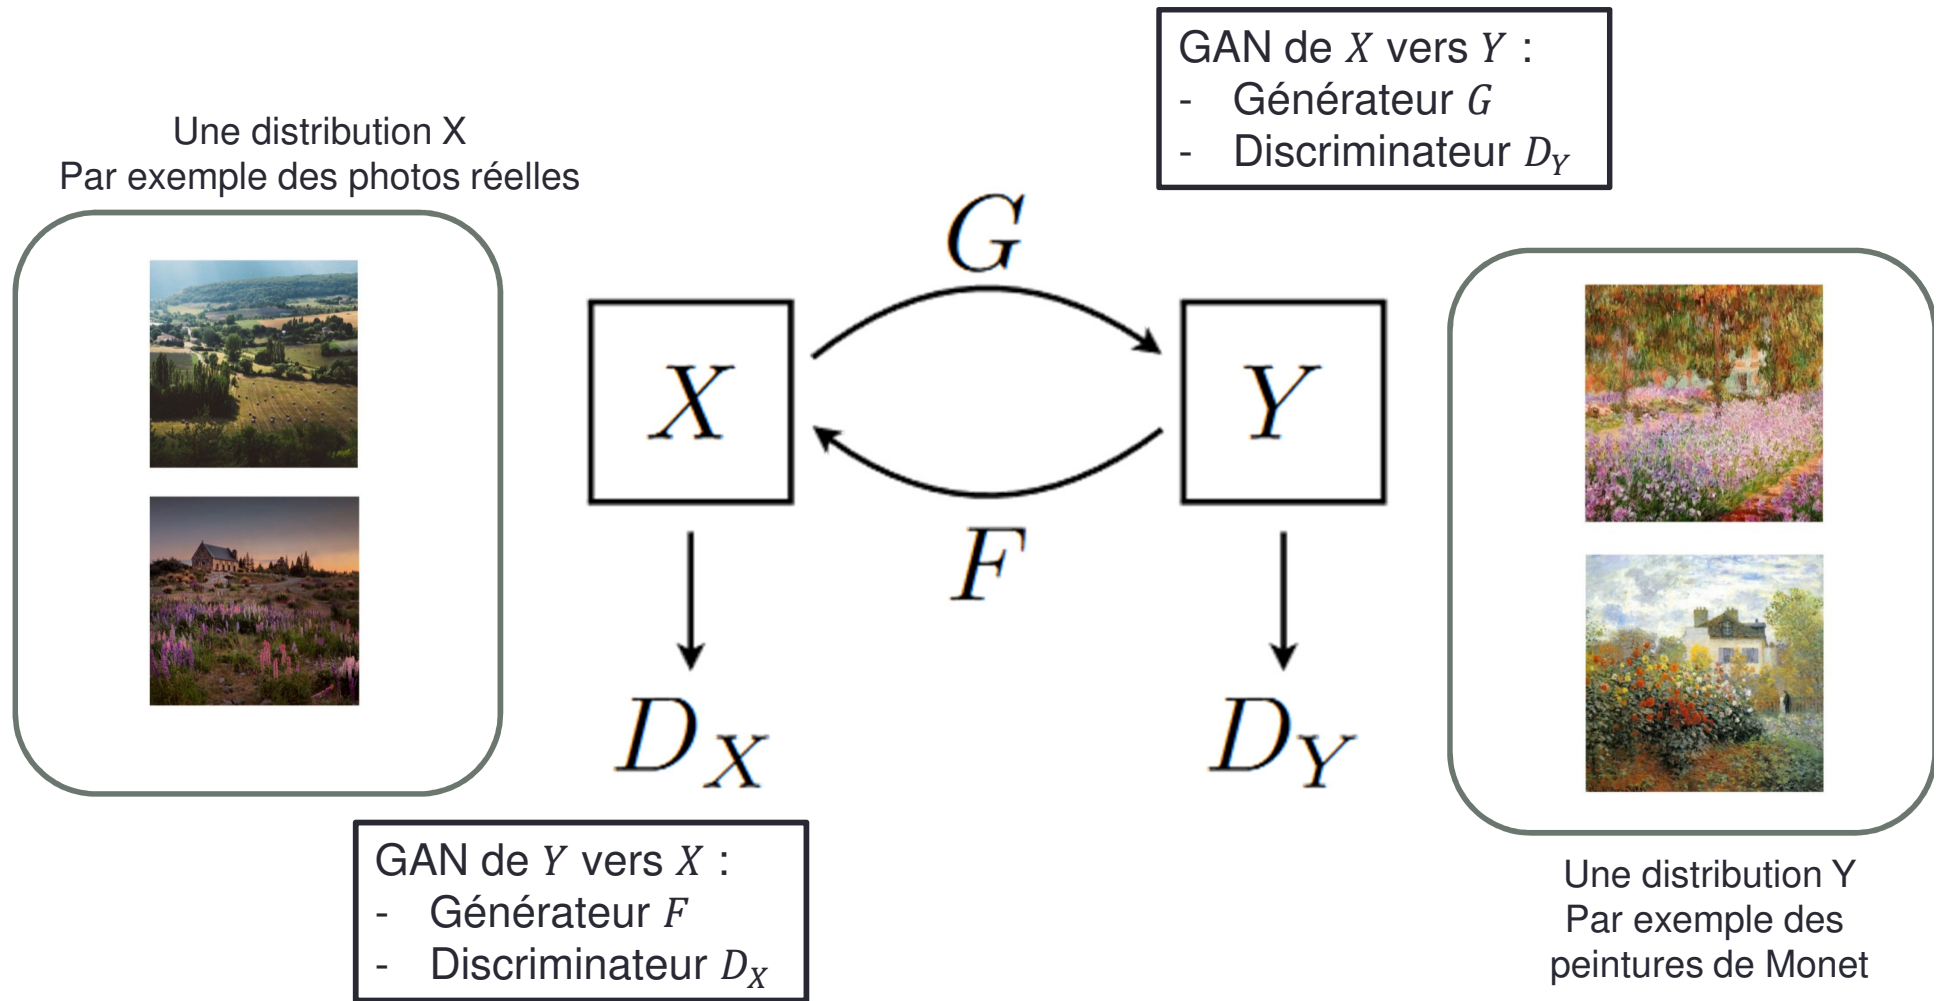 GAN de X vers Y :
- Générateur G
- Discriminateur D_Y
Une distribution X
Par exemple des photos réelles
G
X
Y
F
D_X
D_Y
GAN de Y vers X :
- Générateur F
- Discriminateur D_X
Une distribution Y
Par exemple des
peintures de Monet